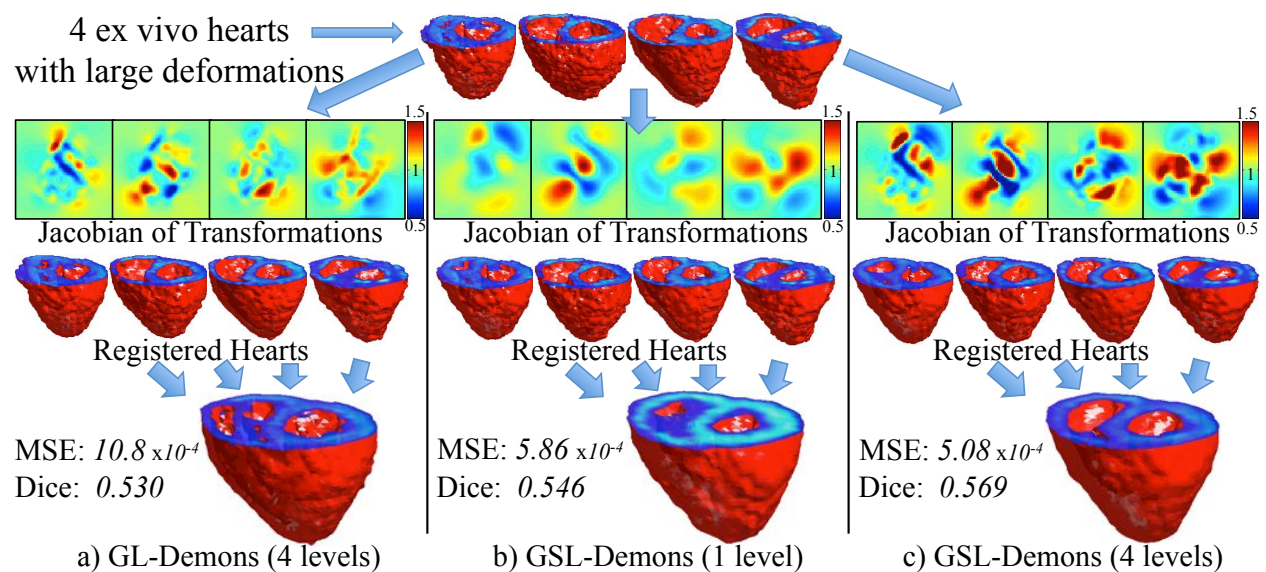 4 ex vivo hearts
with large deformations
1.5
1
0.5
Jacobian of Transformations
1.5
1
0.5
Jacobian of Transformations
1.5
1
0.5
Jacobian of Transformations
Registered Hearts
Registered Hearts
Registered Hearts
MSE: 10.8 x10-4
Dice: 0.530
MSE: 5.86 x10-4
Dice: 0.546
MSE: 5.08 x10-4
Dice: 0.569
a) GL-Demons (4 levels)
b) GSL-Demons (1 level)
c) GSL-Demons (4 levels)